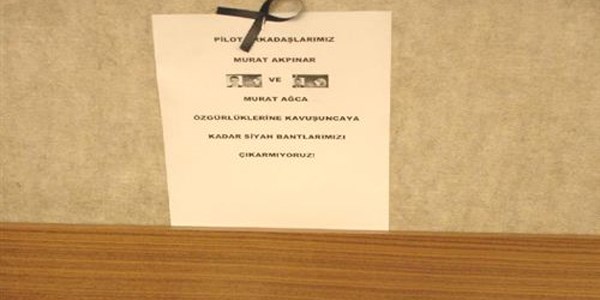 PİLOT ARKADAŞLARIMIZ
MURAT AKPINAR
VE
MURAT AĞCA
ÖZGÜRLÜKLERİNE KAVUŞUNCAYA
KADAR SİYAH BANTLARIMIZI
ÇIKARMIYORUZ!